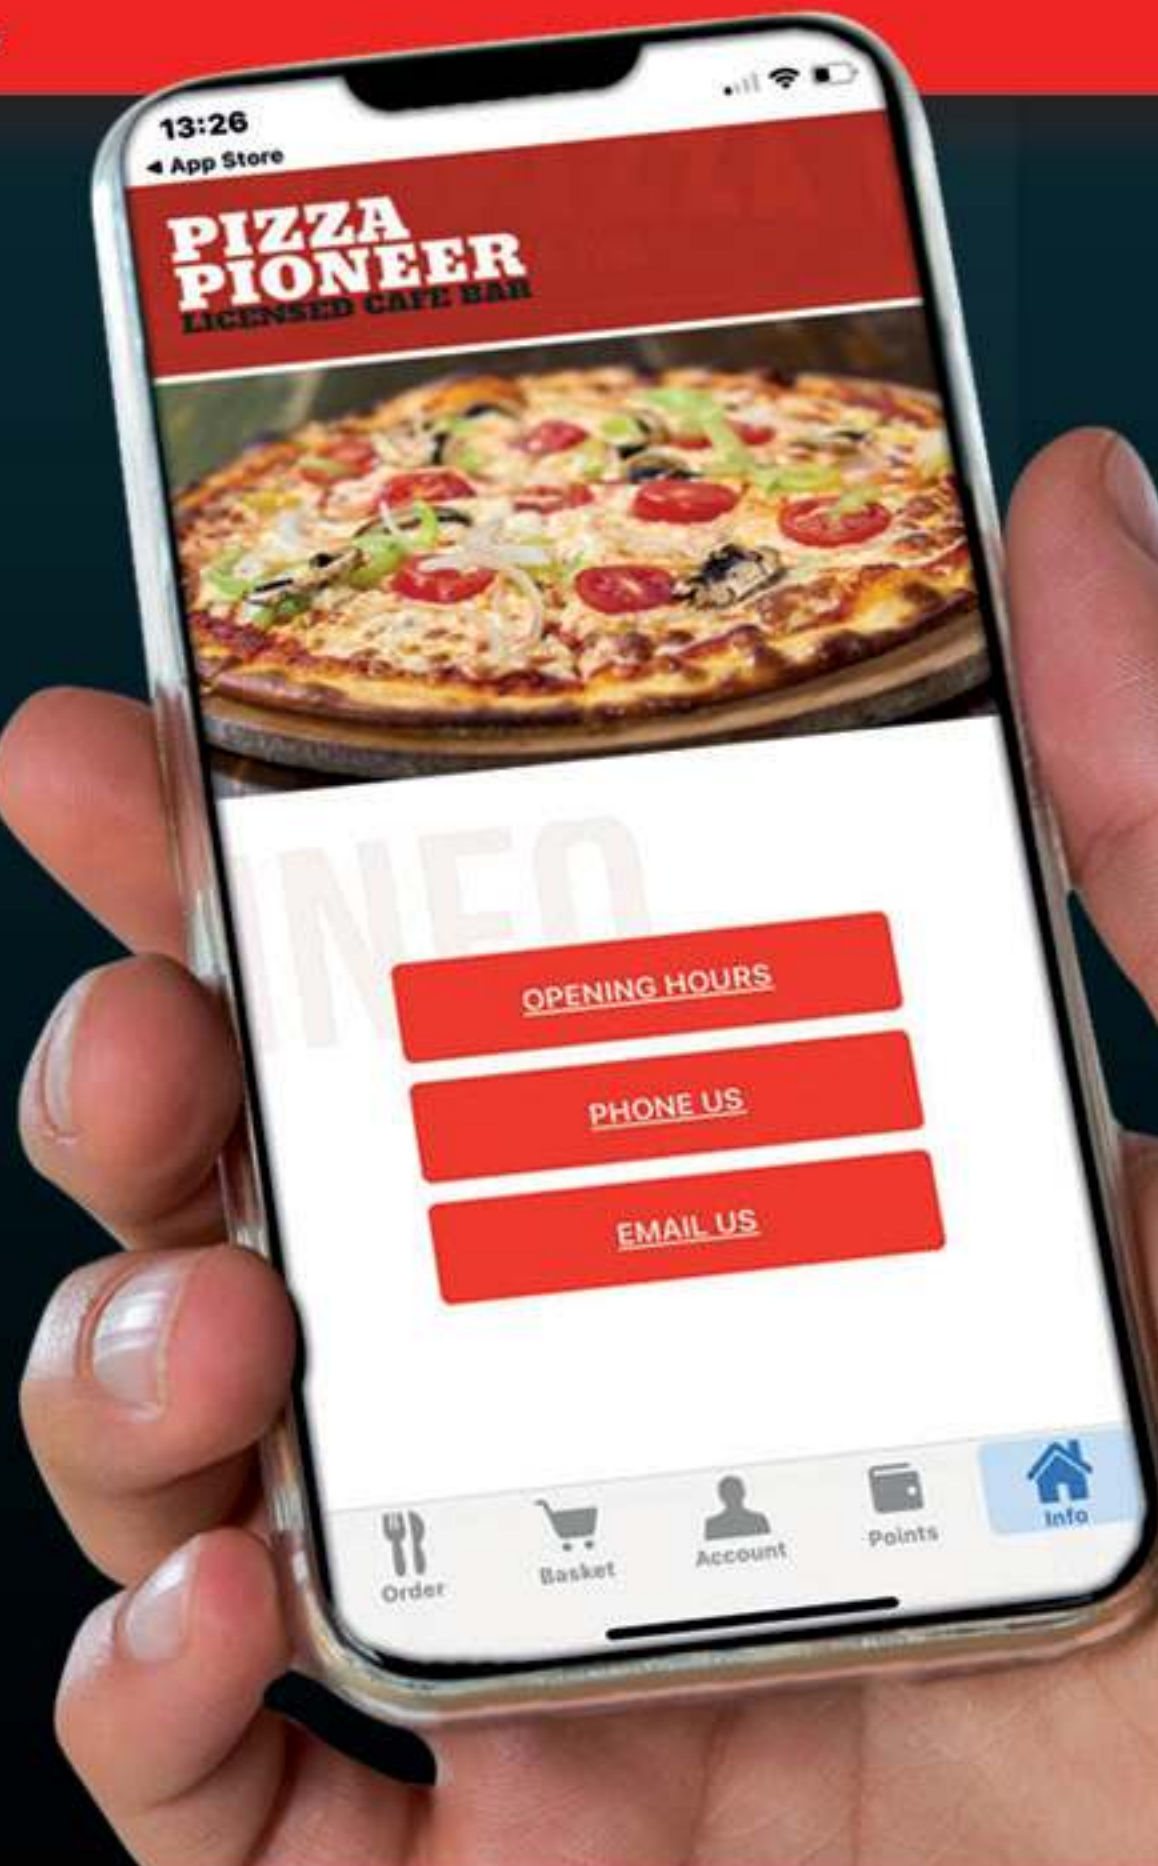 13:26
◀ App Store
PIZZA
PIONEER
LICENSED CAFE BAR
INFO
OPENING HOURS
PHONE US
EMAIL US
Order
Basket
Account
Points
Info